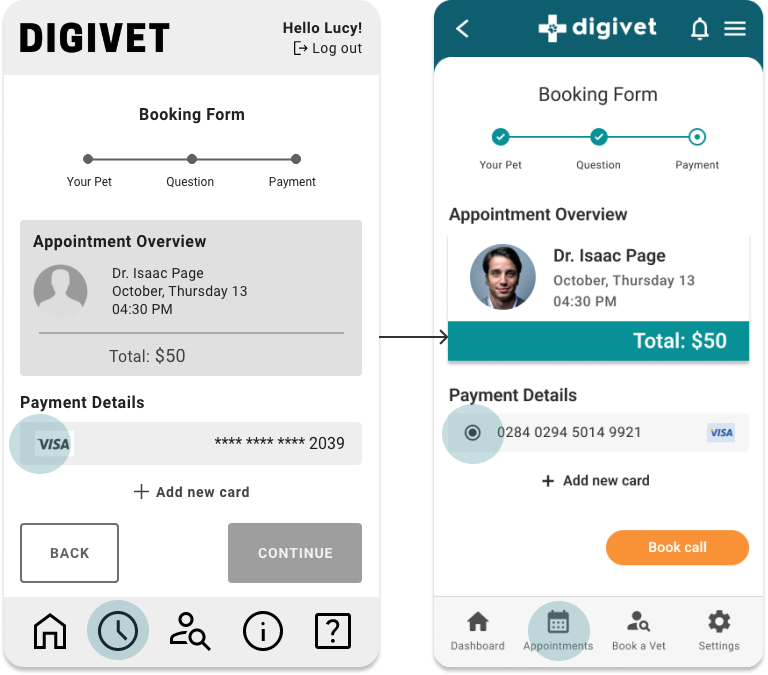 DIGIVET
Hello Lucy!
Log out
Booking Form
Your Pet
Question
Payment
Appointment Overview
Dr. Isaac Page
October, Thursday 13
04:30 PM
Total: $50
Payment Details
VISA
**** **** **** 2039
+ Add new card
BACK
CONTINUE
digivet
Booking Form
Your Pet
Question
Payment
Appointment Overview
Dr. Isaac Page
October, Thursday 13
04:30 PM
Total: $50
Payment Details
0284 0294 5014 9921
VISA
+ Add new card
Book call
Dashboard
Appointments
Book a Vet
Settings